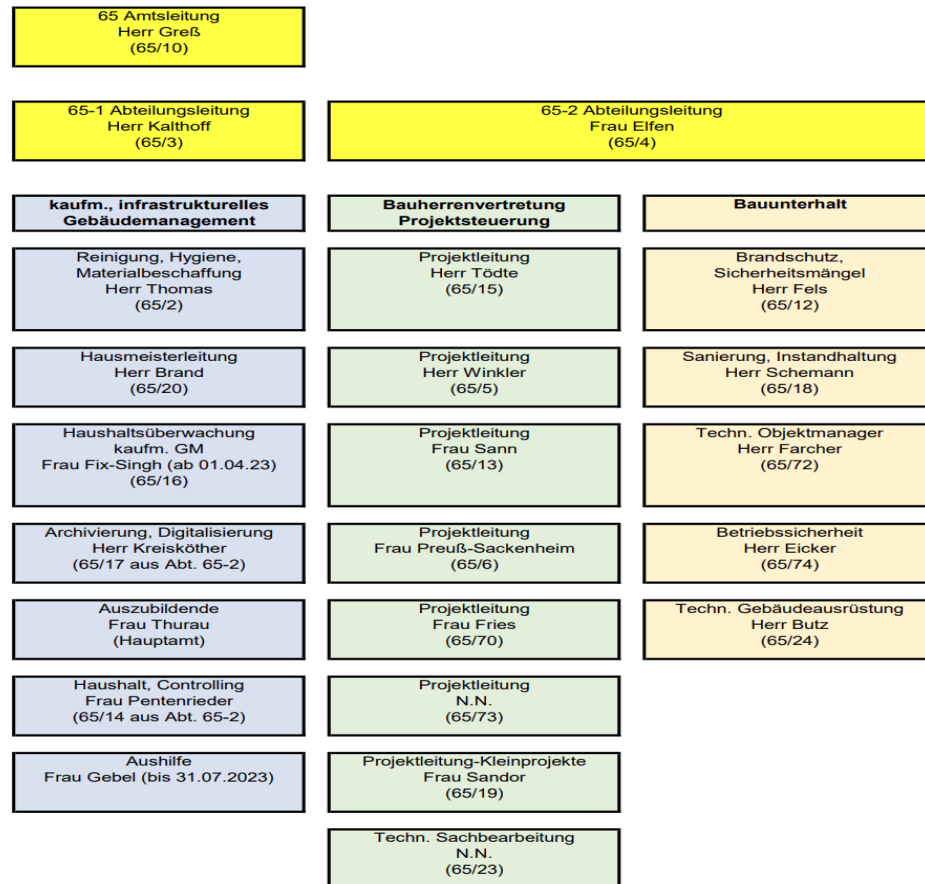 65 Amtsleitung
Herr Greß
(65/10)
65-1 Abteilungsleitung
Herr Kalthoff
(65/3)
65-2 Abteilungsleitung
Frau Elfen
(65/4)
kaufm., infrastrukturelles
Gebäudemanagement
Reinigung, Hygiene,
Materialbeschaffung
Herr Thomas
(65/2)
Hausmeisterleitung
Herr Brand
(65/20)
Haushaltsüberwachung
kaufm. GM
Frau Fix-Singh (ab 01.04.23)
(65/16)
Archivierung, Digitalisierung
Herr Kreisköther
(65/17 aus Abt. 65-2)
Auszubildende
Frau Thurau
(Hauptamt)
Haushalt, Controlling
Frau Pentenrieder
(65/14 aus Abt. 65-2)
Aushilfe
Frau Gebel (bis 31.07.2023)
Bauherrenvertretung
Projektsteuerung
Projektleitung
Herr Tödte
(65/15)
Projektleitung
Herr Winkler
(65/5)
Projektleitung
Frau Sann
(65/13)
Projektleitung
Frau Preuß-Sackenheim
(65/6)
Projektleitung
Frau Fries
(65/70)
Projektleitung
N.N.
(65/73)
Projektleitung-Kleinprojekte
Frau Sandor
(65/19)
Techn. Sachbearbeitung
N.N.
(65/23)
Bauunterhalt
Brandschutz,
Sicherheitsmängel
Herr Fels
(65/12)
Sanierung, Instandhaltung
Herr Schemann
(65/18)
Techn. Objektmanager
Herr Farcher
(65/72)
Betriebssicherheit
Herr Eicker
(65/74)
Techn. Gebäudeausrüstung
Herr Butz
(65/24)